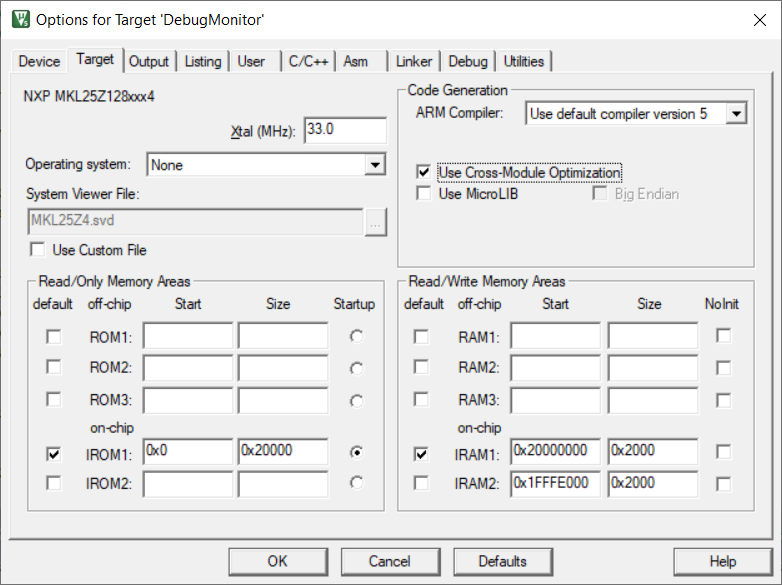 Options for Target 'DebugMonitor'
Device Target Output Listing User C/C++ Asm Linker Debug Utilities
NXP MKL25Z128xxx4
Xtal (MHz): 33.0
Operating system: None
System Viewer File:
MKL25Z4.svd ...
Use Custom File
Code Generation
ARM Compiler: Use default compiler version 5
Use Cross-Module Optimization
Use MicroLIB Big Endian
Read/Only Memory Areas
default off-chip Start Size Startup
ROM1:
ROM2:
ROM3:
on-chip
IROM1: 0x0 0x20000
IROM2:
Read/Write Memory Areas
default off-chip Start Size NoInit
RAM1:
RAM2:
RAM3:
on-chip
IRAM1: 0x20000000 0x2000
IRAM2: 0x1FFFE000 0x2000
OK Cancel Defaults Help